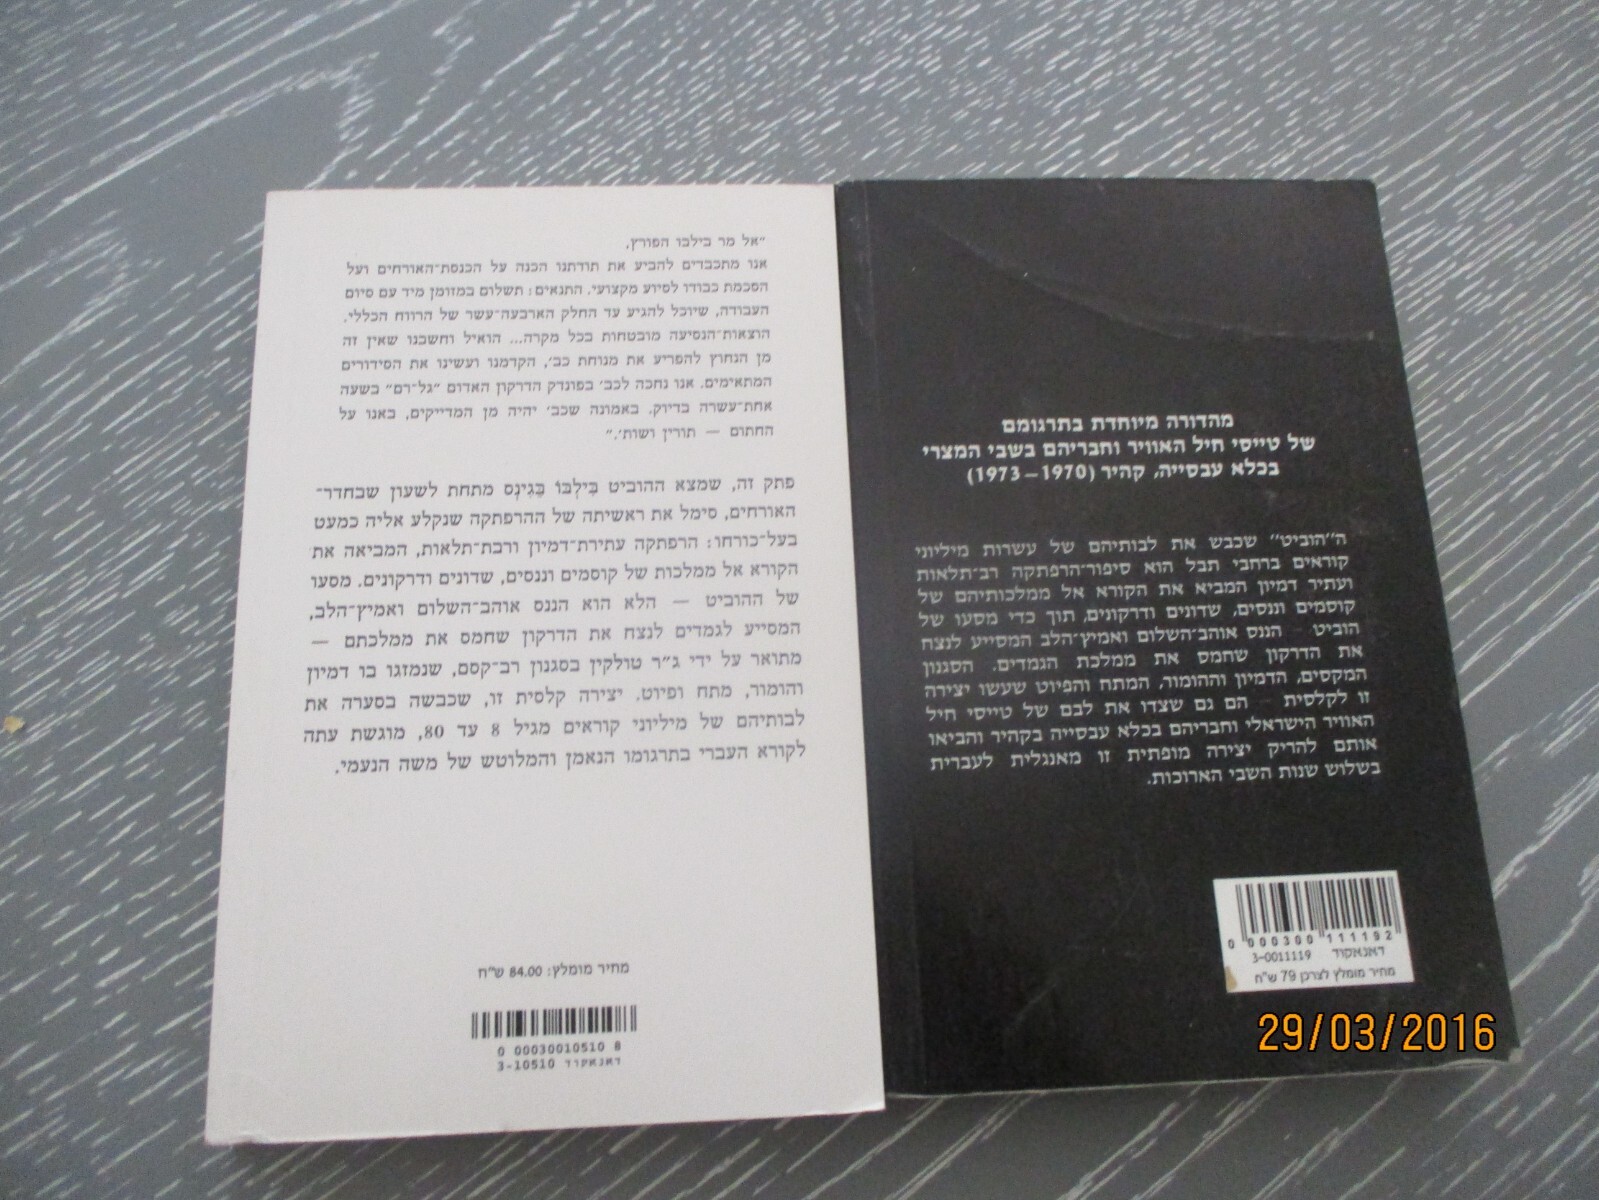 "אל מר בילבו הפורץ,
אנו מתכבדים להביע את תודתנו הכנה על הכנסת־האורחים ועל
הסכמת כבודו לסיוע מקצועי. התנאים: תשלום במזומן מיד עם סיום
העבודה, שיוכל להגיע עד החלק הארבעה־עשר של הרווח הכללי.
הוצאות־הנסיעה מובטחות בכל מקרה... הואיל וחשבנו שאין זה
מן הנחוץ להפריע את מנוחת כב', הקדמנו ועשינו את הסידורים
המתאימים. אנו נחכה לכב' בפונדק הדרקון האדום "גל־רם" בשעה
אחת־עשרה בדיוק. באמונה שכב' יהיה מן המדייקים, באנו על
החתום — תורין ושות'."
פתק זה, שמצא ההוביט בִּילְבּוֹ בֶּגִינְס מתחת לשעון שבחדר־
האורחים, סימל את ראשיתה של ההרפתקה שנקלע אליה כמעט
בעל־כורחו: הרפתקה עתירת־דמיון ורבת־תלאות, המביאה את
הקורא אל ממלכות של קוסמים וננסים, שדונים ודרקונים. מסעו
של ההוביט — הלא הוא הננס אוהב־השלום ואמיץ־הלב,
המסייע לגמדים לנצח את הדרקון שחמס את ממלכתם —
מתואר על ידי ג"ר טולקין בסגנון רב־קסם, שנמזגו בו דמיון
והומור, מתח ופיוט. יצירה קלסית זו, שכבשה בסערה את
לבותיהם של מיליוני קוראים מגיל 8 עד 80, מוגשת עתה
לקורא העברי בתרגומו הנאמן והמלוטש של משה הנעמי.
מחיר מומלץ: 84.00 ש"ח
0 00030010510 8
דאנאקוד 3-10510
מהדורה מיוחדת בתרגומם
של טייסי חיל האוויר וחבריהם בשבי המצרי
בכלא עבסייה, קהיר (1970–1973)
ה"הוביט" שכבש את לבותיהם של עשרות מיליוני
קוראים ברחבי תבל הוא סיפור־הרפתקה רב־תלאות
ועתיר דמיון המביא את הקורא אל ממלכותיהם של
קוסמים וננסים, שדונים ודרקונים, תוך כדי מסעו של
הוביט – הננס אוהב־השלום ואמיץ־הלב המסייע לנצח
את הדרקון שחמס את ממלכת הגמדים. הסגנון
המקסים, הדמיון וההומור, המתח והפיוט שעשו יצירה
זו לקלסית – הם גם שצדו את לבם של טייסי חיל
האוויר הישראלי וחבריהם בכלא עבסייה בקהיר והביאו
אותם להריק יצירה מופתית זו מאנגלית לעברית
בשלוש שנות השבי הארוכות.
0 000300 111192
דאנאקוד 3-0011119
מחיר מומלץ לצרכן 79 ש"ח
29/03/2016